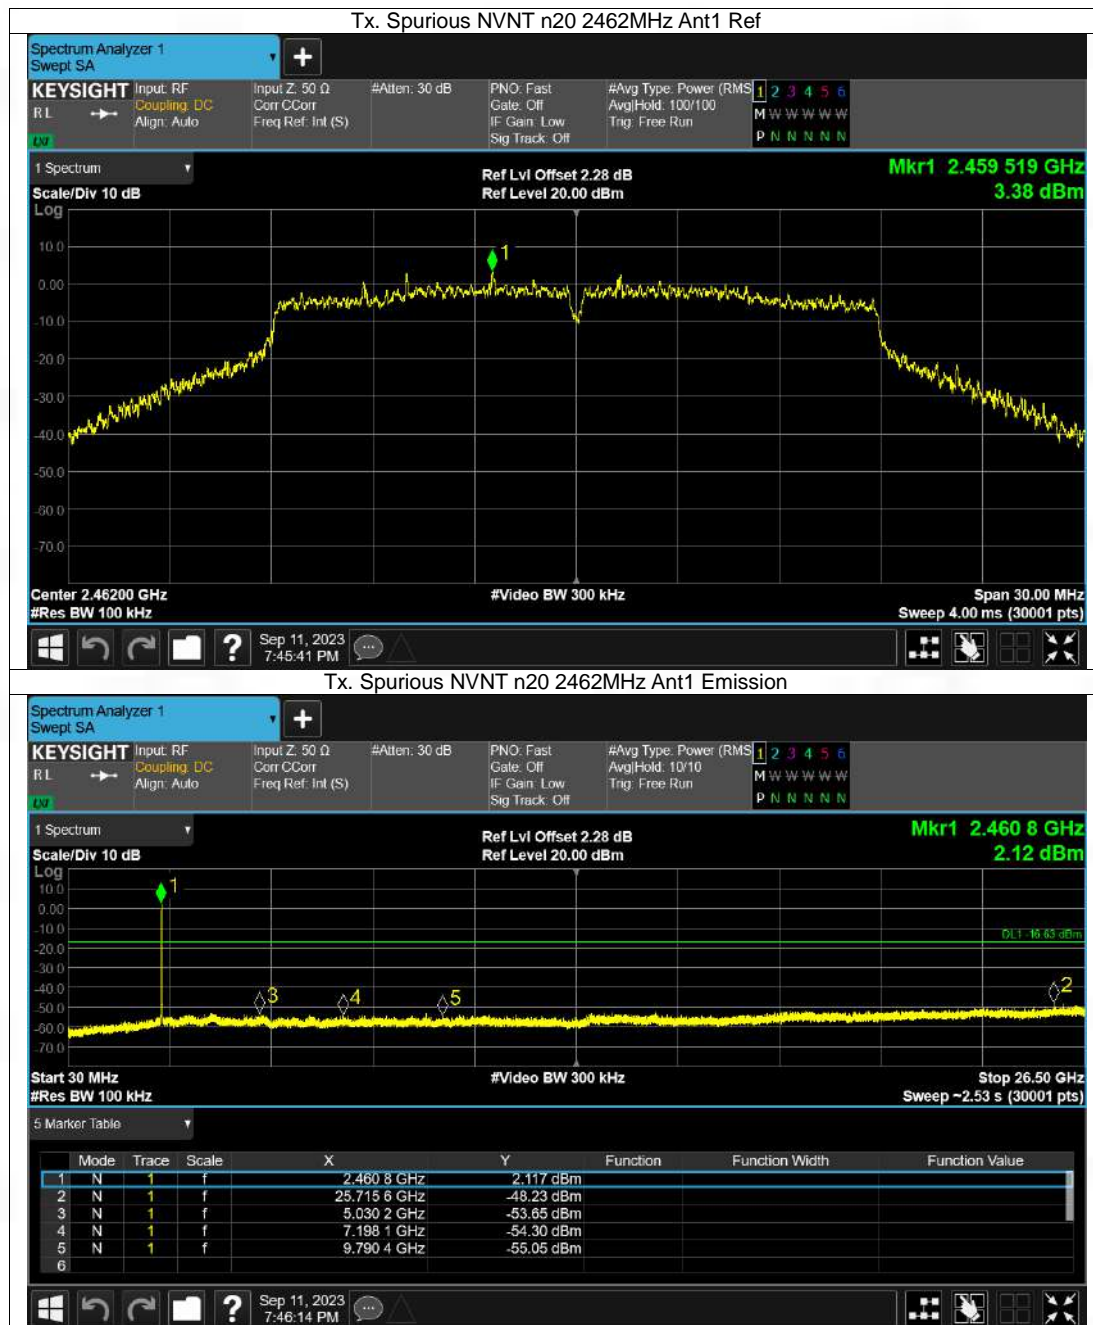 Tx. Spurious NVNT n20 2462MHz Ant1 Ref
Spectrum Analyzer 1
Swept SA
+
KEYSIGHT Input: RF Input Z: 50 Ω #Atten: 30 dB PNO: Fast #Avg Type: Power (RMS 1 2 3 4 5 6
RL Coupling: DC Corr CCorr Gate: Off Avg|Hold: 100/100 M W W W W W
Align: Auto Freq Ref: Int (S) IF Gain: Low Trig: Free Run
LXI Sig Track: Off P N N N N N
1 Spectrum Ref Lvl Offset 2.28 dB Mkr1 2.459 519 GHz
Scale/Div 10 dB Ref Level 20.00 dBm 3.38 dBm
Log
10.0
1
0.00
-10.0
-20.0
-30.0
-40.0
-50.0
-60.0
-70.0
Center 2.46200 GHz #Video BW 300 kHz Span 30.00 MHz
#Res BW 100 kHz Sweep 4.00 ms (30001 pts)
? Sep 11, 2023
7:45:41 PM
Tx. Spurious NVNT n20 2462MHz Ant1 Emission
Spectrum Analyzer 1
Swept SA
+
KEYSIGHT Input: RF Input Z: 50 Ω #Atten: 30 dB PNO: Fast #Avg Type: Power (RMS 1 2 3 4 5 6
RL Coupling: DC Corr CCorr Gate: Off Avg|Hold: 10/10 M W W W W W
Align: Auto Freq Ref: Int (S) IF Gain: Low Trig: Free Run
LXI Sig Track: Off P N N N N N
1 Spectrum Ref Lvl Offset 2.28 dB Mkr1 2.460 8 GHz
Scale/Div 10 dB Ref Level 20.00 dBm 2.12 dBm
Log
10.0 1
0.00
-10.0 DL1 -16.63 dBm
-20.0
-30.0
-40.0 2
3 4 5
-50.0
-60.0
-70.0
Start 30 MHz #Video BW 300 kHz Stop 26.50 GHz
#Res BW 100 kHz Sweep ~2.53 s (30001 pts)
5 Marker Table
Mode Trace Scale X Y Function Function Width Function Value
1 N 1 f 2.460 8 GHz 2.117 dBm
2 N 1 f 25.715 6 GHz -48.23 dBm
3 N 1 f 5.030 2 GHz -53.65 dBm
4 N 1 f 7.198 1 GHz -54.30 dBm
5 N 1 f 9.790 4 GHz -55.05 dBm
6
? Sep 11, 2023
7:46:14 PM